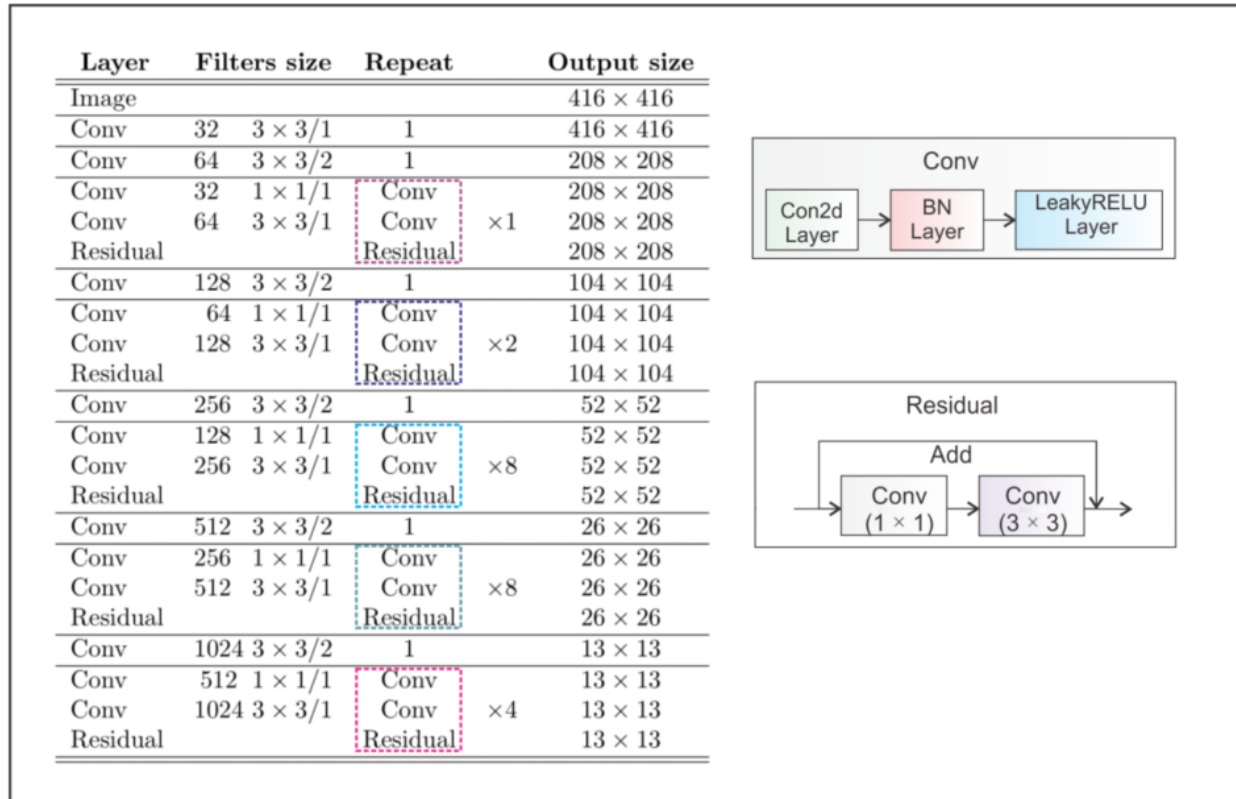 Layer Filters size Repeat Output size
Image 416 × 416
Conv 32 3 × 3/1 1 416 × 416
Conv 64 3 × 3/2 1 208 × 208
Conv 32 1 × 1/1 Conv 208 × 208
Conv 64 3 × 3/1 Conv ×1 208 × 208
Residual Residual 208 × 208
Conv 128 3 × 3/2 1 104 × 104
Conv 64 1 × 1/1 Conv 104 × 104
Conv 128 3 × 3/1 Conv ×2 104 × 104
Residual Residual 104 × 104
Conv 256 3 × 3/2 1 52 × 52
Conv 128 1 × 1/1 Conv 52 × 52
Conv 256 3 × 3/1 Conv ×8 52 × 52
Residual Residual 52 × 52
Conv 512 3 × 3/2 1 26 × 26
Conv 256 1 × 1/1 Conv 26 × 26
Conv 512 3 × 3/1 Conv ×8 26 × 26
Residual Residual 26 × 26
Conv 1024 3 × 3/2 1 13 × 13
Conv 512 1 × 1/1 Conv 13 × 13
Conv 1024 3 × 3/1 Conv ×4 13 × 13
Residual Residual 13 × 13
Conv
Con2d BN LeakyRELU
Layer Layer Layer
Residual
Add
Conv Conv
(1 × 1) (3 × 3)